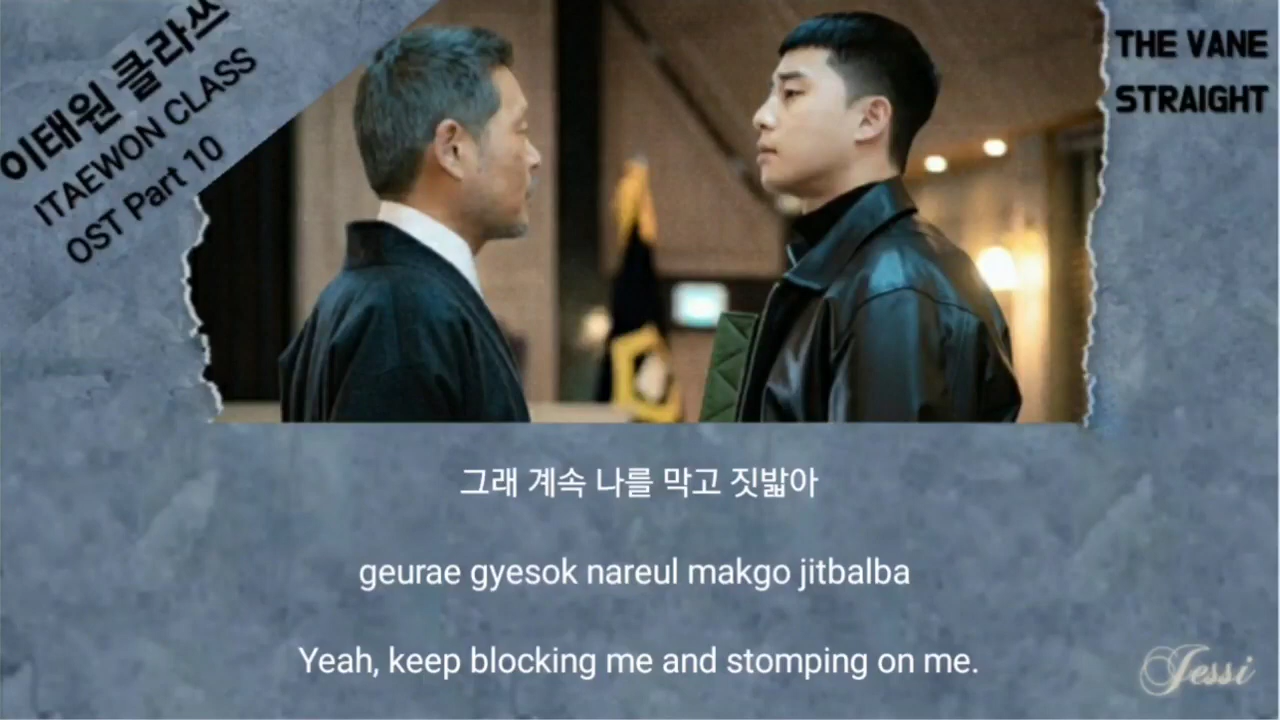 이태원 클라쓰
ITAEWON CLASS
OST Part 10
THE VANE
STRAIGHT
그래 계속 나를 막고 짓밟아
geurae gyesok nareul makgo jitbalba
Yeah, keep blocking me and stomping on me.
Jessi